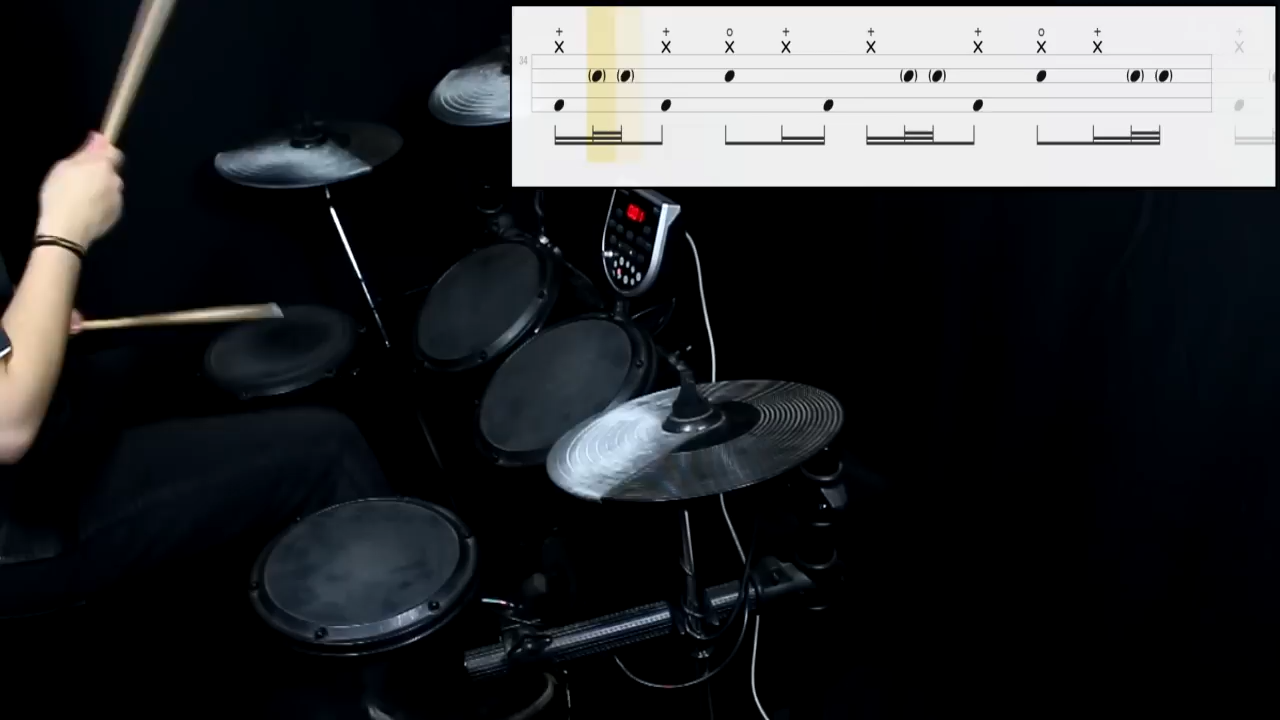 + + o + + + o + +
34